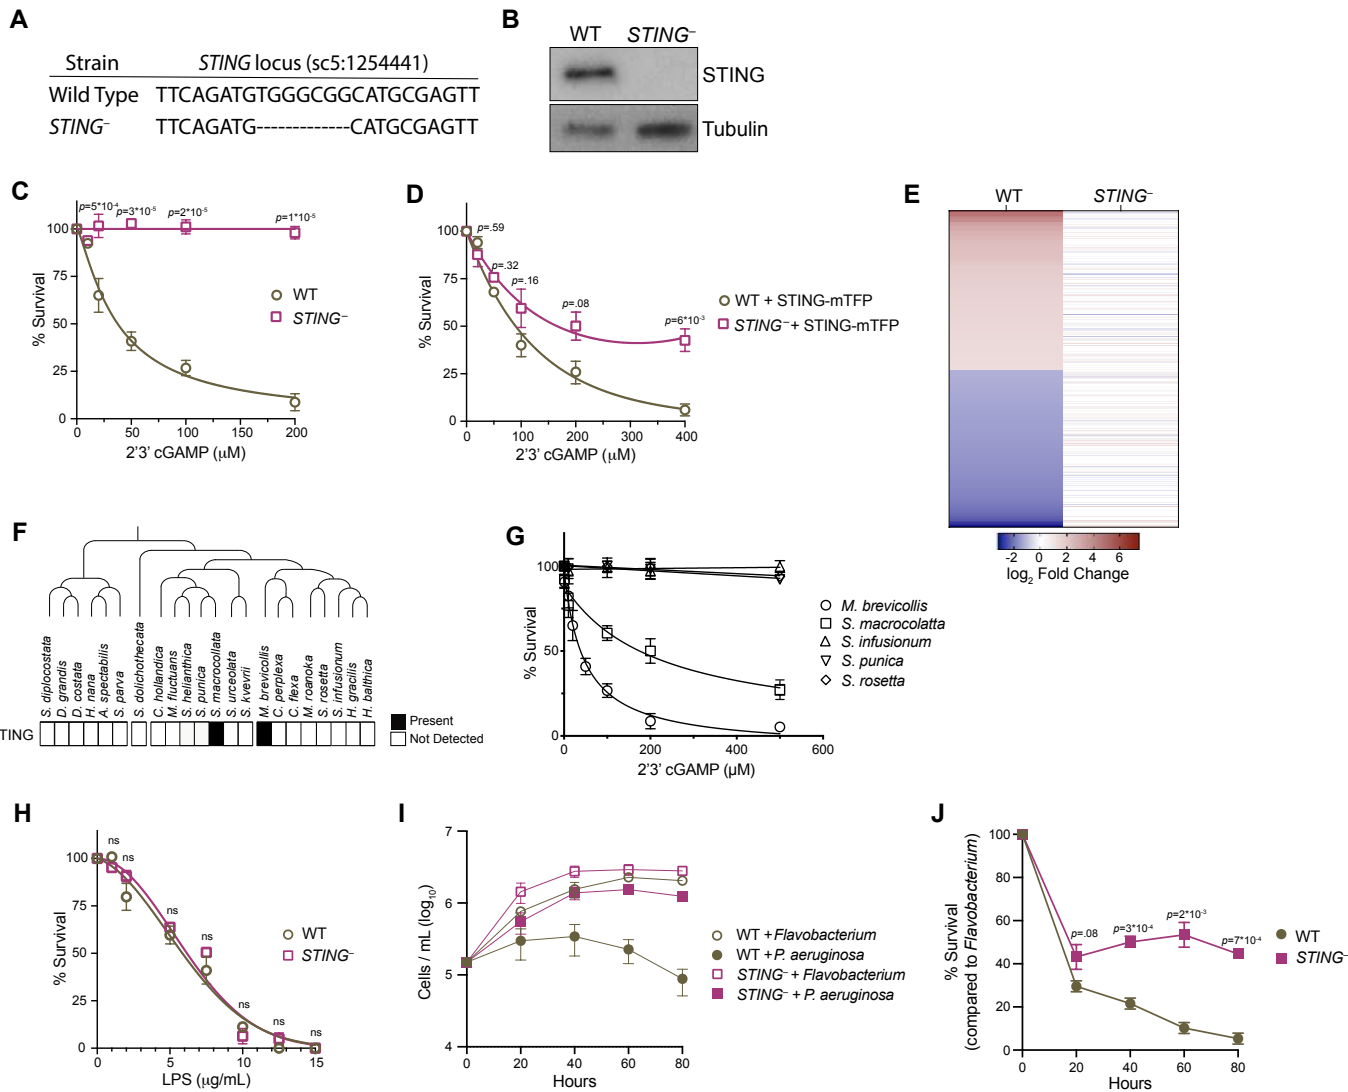 A
Strain STING locus (sc5:1254441)
Wild Type TTCAGATGTGGGCGGCATGCGAGTT
STING– TTCAGATG-------------CATGCGAGTT
B
WT STING–
STING
Tubulin
C
p=5*10-4
p=3*10-5
p=2*10-5
p=1*10-5
100
75
50
25
0
% Survival
0 50 100 150 200
2'3' cGAMP (μM)
WT
STING–
D
p=.59
p=.32
p=.16
p=.08
p=6*10-3
100
75
50
25
0
% Survival
0 100 200 300 400
2'3' cGAMP (μM)
WT + STING-mTFP
STING– + STING-mTFP
E
WT STING–
-2 0 2 4 6
log2 Fold Change
F
S. diplocostata
D. grandis
D. costata
H. nana
A. spectabilis
S. parva
S. dolichothecata
C. hollandica
M. fluctuans
S. helianthica
S. punica
S. macrocollata
S. urceolata
S. kvevrii
M. brevicollis
C. perplexa
C. flexa
M. roanoka
S. rosetta
S. infusionum
H. gracilis
H. balthica
TING
Present
Not Detected
G
100
50
0
% Survival
0 200 400 600
2'3' cGAMP (μM)
M. brevicollis
S. macrocolatta
S. infusionum
S. punica
S. rosetta
H
ns
ns
ns
ns
ns
ns
ns
100
75
50
25
0
% Survival
0 5 10 15
LPS (μg/mL)
WT
STING–
I
7
6
5
4
Cells / mL (log10)
0 20 40 60 80
Hours
WT + Flavobacterium
WT + P. aeruginosa
STING– + Flavobacterium
STING– + P. aeruginosa
J
p=.08
p=3*10-4
p=2*10-3
p=7*10-4
100
80
60
40
20
0
% Survival
(compared to Flavobacterium)
0 20 40 60 80
Hours
WT
STING–